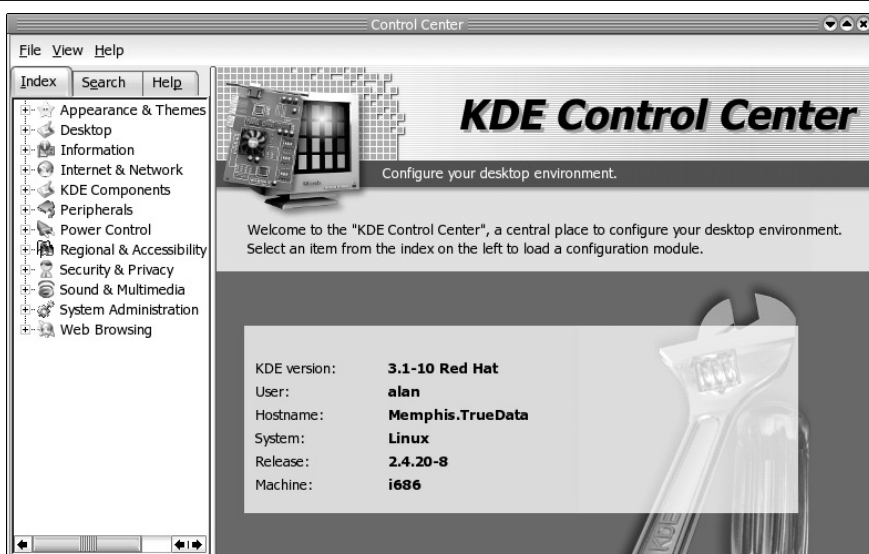 Control Center
File View Help
Index Search Help
Appearance & Themes
Desktop
Information
Internet & Network
KDE Components
Peripherals
Power Control
Regional & Accessibility
Security & Privacy
Sound & Multimedia
System Administration
Web Browsing
KDE Control Center
Configure your desktop environment.
Welcome to the "KDE Control Center", a central place to configure your desktop environment.
Select an item from the index on the left to load a configuration module.
KDE version: 3.1-10 Red Hat
User: alan
Hostname: Memphis.TrueData
System: Linux
Release: 2.4.20-8
Machine: i686
KDE